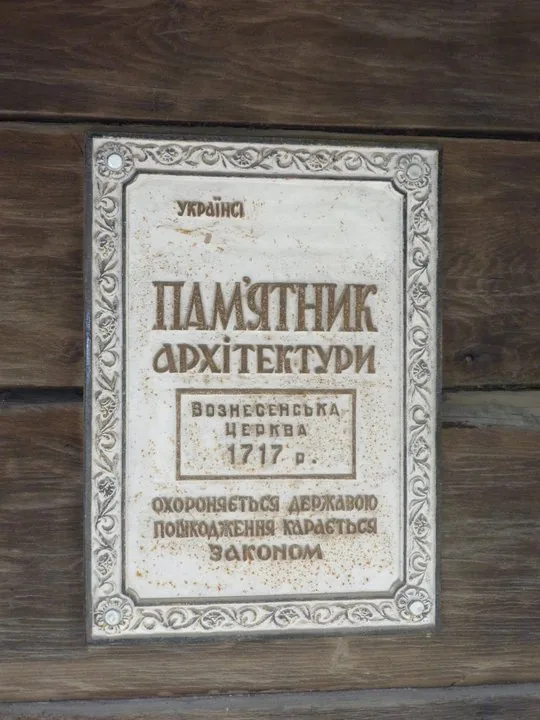 УКРАЇНСІ
ПАМ'ЯТНИК
АРХІТЕКТУРИ
ВОЗНЕСЕНСЬКА
ЦЕРКВА
1717 р.
ОХОРОНЯЄТЬСЯ ДЕРЖАВОЮ
ПОШКОДЖЕННЯ КАРАЄТЬСЯ
ЗАКОНОМ